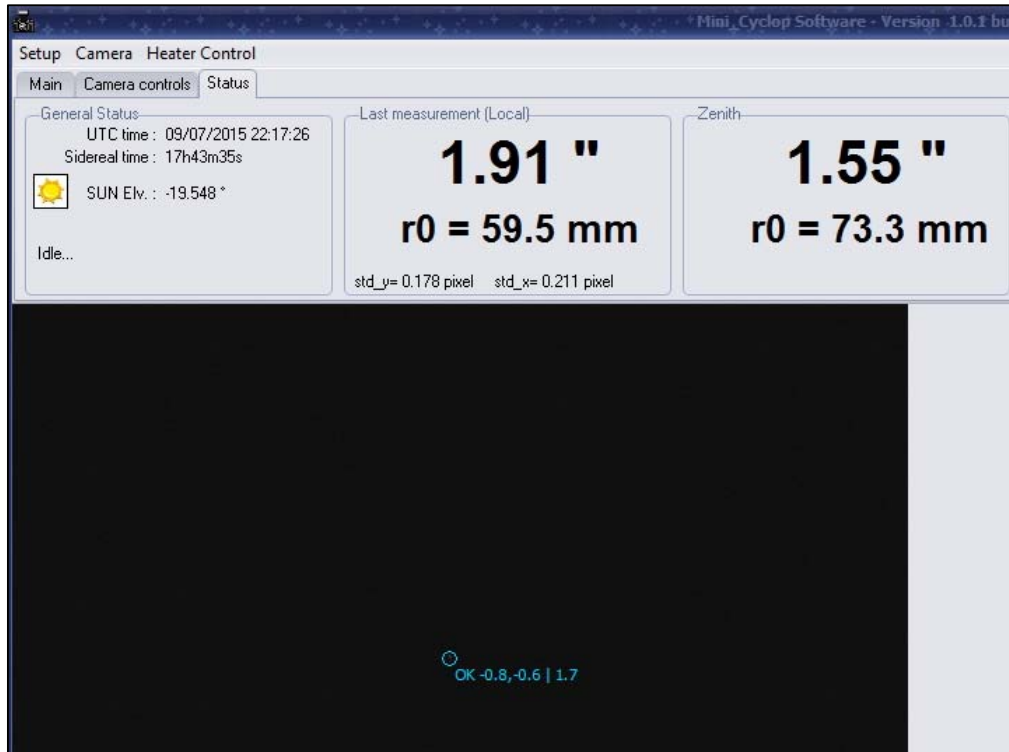 Mini_Cyclop Software - Version 1.0.1 bu
Setup Camera Heater Control
Main Camera controls Status
General Status
UTC time : 09/07/2015 22:17:26
Sidereal time : 17h43m35s
SUN Elv. : -19.548 °
Idle...
Last measurement (Local)
1.91 "
r0 = 59.5 mm
std_y= 0.178 pixel std_x= 0.211 pixel
Zenith
1.55 "
r0 = 73.3 mm
OK -0.8,-0.6 | 1.7